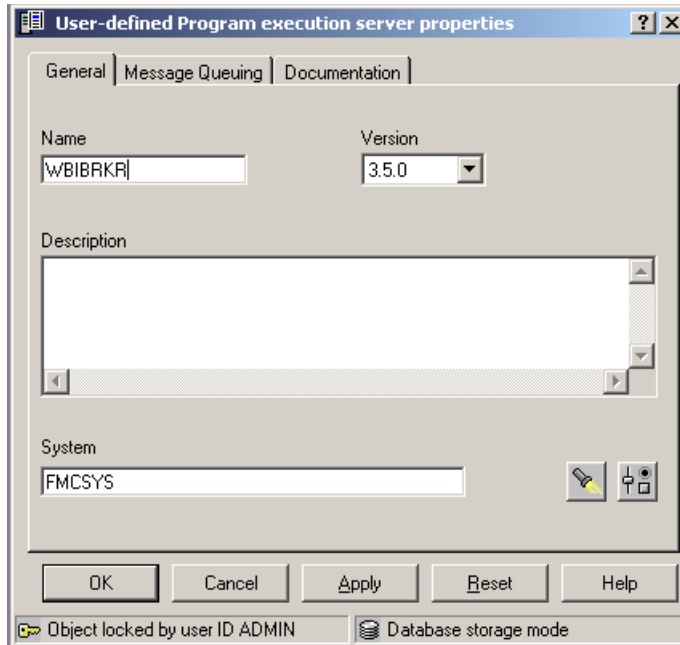 User-defined Program execution server properties
General Message Queuing Documentation
Name Version
WBIBRKR 3.5.0
Description
System
FMCSYS
OK Cancel Apply Reset Help
Object locked by user ID ADMIN Database storage mode